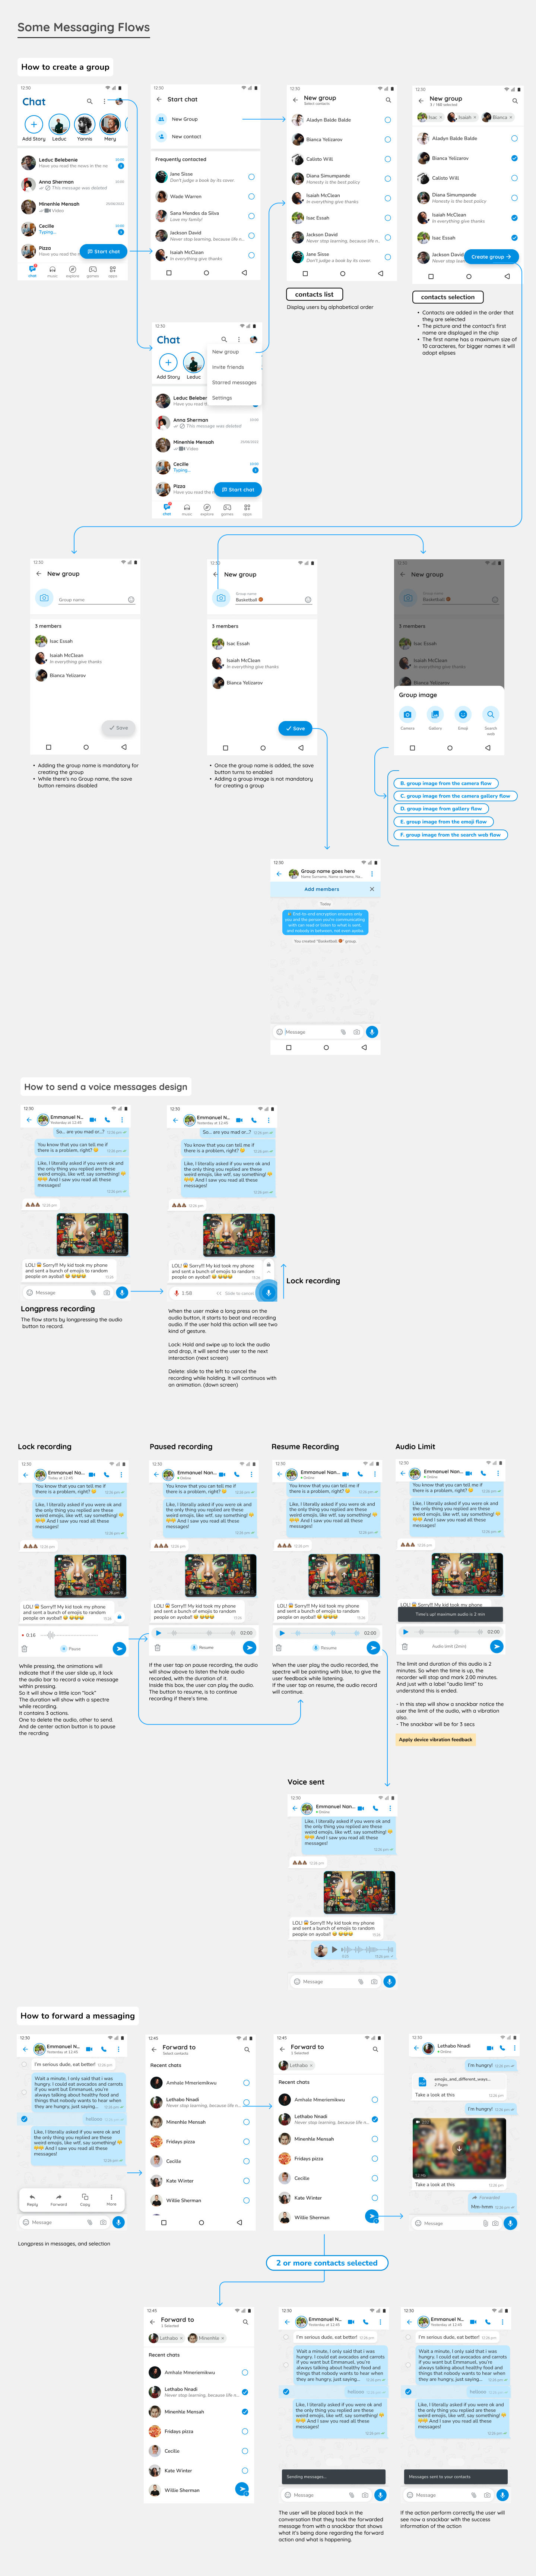 Some Messaging Flows
How to create a group
12:30
Chat
Add Story
Leduc
Yannis
Mery
Leduc Belebenie
Have you read the news in the ne
Anna Sherman
This message was deleted
Minenhle Mensah
Video
Cecille
Typing...
Pizza
Have you read the
Start chat
chat
music
explore
games
apps
12:30
Start chat
New Group
New contact
Frequently contacted
Jane Sisse
Don't judge a book by its cover
Wade Warren
Sana Mendes da Silva
Love my family!
Jackson David
Never stop learning, because life n...
Isaiah McClean
In everything give thanks
12:30
New group
Select contacts
Aladyn Balde Balde
Bianca Yelizarov
Calisto Will
Diana Simumpande
Honesty is the best policy
Isaiah McClean
In everything give thanks
Isac Essah
Jackson David
Never stop learning, because life n...
Jane Sisse
Don't judge a book by its cover
contacts list
Display users by alphabetical order
12:30
New group
3 / 160 selected
Isac ×
Isaiah ×
Bianca ×
Aladyn Balde Balde
Bianca Yelizarov
Calisto Will
Diana Simumpande
Honesty is the best policy
Isaiah McClean
In everything give thanks
Isac Essah
Jackson David
Never stop lear
Create group
contacts selection
• Contacts are added in the order that
they are selected
• The picture and the contact's first
name are displayed in the chip
• The first name has a maximum size of
10 caracteres, for bigger names it will
adopt elipses
12:30
Chat
Add Story
Leduc
New group
Invite friends
Starred messages
Settings
Leduc Beleber
Have you read t
Anna Sherman
This message was deleted
Minenhle Mensah
Video
Cecille
Typing...
Pizza
Have you read the
Start chat
chat
music
explore
games
apps
12:30
New group
Group name
3 members
Isac Essah
Isaiah McClean
In everything give thanks
Bianca Yelizarov
Save
• Adding the group name is mandatory for
creating the group
• While there's no Group name, the save
button remains disabled
12:30
New group
Group name
Basketball 🏀
3 members
Isac Essah
Isaiah McClean
In everything give thanks
Bianca Yelizarov
Save
• Once the group name is added, the save
button turns to enabled
• Adding a group is not mandatory
for creating a group
12:30
New group
Group name
Basketball 🏀
3 members
Isac Essah
Isaiah McClean
In everything give thanks
Group image
Camera
Gallery
Emoji
Search
web
B. group image from the camera flow
C. group image from the camera gallery flow
D. group image from gallery flow
E. group image from the emoji flow
F. group image from the search web flow
12:30
Group name goes here
Add members
Today
You created "Basketball 🏀" group.
Message
How to send a voice messages design
12:30
Emmanuel N...
Yesterday at 12:45
So... are you mad or...?
You know that you can tell me if
there is a problem, right?
Like, I literally asked if you were ok and
the only thing you replied are these
weird emojis, like wtf, say something!
And I saw you read all these
messages!
LOL! Sorry!!! My kid took my phone
and sent a bunch of emojis to random
people on ayoba!!
Message
Longpress recording
The flow starts by longpressing the audio
button to record.
12:30
Emmanuel N...
Yesterday at 12:45
So... are you mad or...?
You know that you can tell me if
there is a problem, right?
Like, I literally asked if you were ok and
the only thing you replied are these
weird emojis, like wtf, say something!
And I saw you read all these
messages!
LOL! Sorry!!! My kid took my phone
and sent a bunch of emojis to random
people on ayoba!!
1:58
Slide to cancel
Lock recording
When the user make a long press on the
audio button, it starts to beat and recording
audio. If the user hold this action will see two
kind of gesture.
Lock: Hold and swipe up to lock the audio
and drop, it will send the user to the next
interaction (next screen)
Delete: slide to the left to cancel the
recording while holding. It will continuos with
an animation. (down screen)
Lock recording
12:30
Emmanuel Na...
Today at 12:45
You know that you can tell me if
there is a problem, right?
Like, I literally asked if you were ok and
the only thing you replied are these
weird emojis, like wtf, say something!
And I saw you read all these
messages!
LOL! Sorry!!! My kid took my phone
and sent a bunch of emojis to random
people on ayoba!!
0:16
Pause
While pressing, the animations will
indicate that if the user slide up, it lock
the audio bar to record a voice message
within pressing.
So it will show a little icon "lock"
The duration will show with a spectre
while recording.
It contains 3 actions.
One to delete the audio, other to send.
And de center action button is to pause
the recrding
Paused recording
12:30
Emmanuel Nan...
Online
You know that you can tell me if
there is a problem, right?
Like, I literally asked if you were ok and
the only thing you replied are these
weird emojis, like wtf, say something!
And I saw you read all these
messages!
LOL! Sorry!!! My kid took my phone
and sent a bunch of emojis to random
people on ayoba!!
02:00
Resume
If the user tap on pause recording, the audio
will show above to listen the hole audio
recorded, with the duration of it.
Inside this box, the user can play the audio.
The button to resume, is to continue
recording if there's time.
Resume Recording
12:30
Emmanuel Nan...
Online
You know that you can tell me if
there is a problem, right?
Like, I literally asked if you were ok and
the only thing you replied are these
weird emojis, like wtf, say something!
And I saw you read all these
messages!
LOL! Sorry!!! My kid took my phone
and sent a bunch of emojis to random
people on ayoba!!
02:00
Resume
When the user play the audio recorded, the
spectre will be painting with blue, to give the
feedback while listening.
If the user tap on resume, the audio record
will continue.
Audio Limit
12:30
Emmanuel Nan...
Online
You know that you can tell me if
there is a problem, right?
Like, I literally asked if you were ok and
the only thing you replied are these
weird emojis, like wtf, say something!
And I saw you read all these
messages!
LOL! Sorry!!! My kid took my phone
Time's up! maximum audio is 2 min
02:00
Audio limit (2min)
The limit and duration of this audio is 2
minutes. So when the time is up, the
recorder will stop and mark 2.00 minutes.
And just with a label "audio limit" to
understand this is ended.
- In this step will show a snackbar notice the
user the limit of the audio, with a vibration
also.
- The snackbar will be for 3 secs
Apply device vibration feedback
Voice sent
12:30
Emmanuel Nan...
Online
Like, I literally asked if you were ok and
the only thing you replied are these
weird emojis, like wtf, say something!
And I saw you read all these
messages!
LOL! Sorry!!! My kid took my phone
and sent a bunch of emojis to random
people on ayoba!!
Message
How to forward a messaging
12:30
Emmanuel N...
Yesterday at 12:45
I'm serious dude, eat better!
Wait a minute, I only said that i was
hungry. I could eat avocados and carrots
if you want but Emmanuel, you're
always talking about healthy food and
things that nobody wants to hear when
they are hungry, just saying...
hellooo
Like, I literally asked if you were ok and
the only thing you replied are these
weird emojis, like wtf, say something!
And I saw you read all these
messages!
Reply
Forward
Copy
More
Message
Longpress in messages, and selection
12:45
Forward to
Select contacts
Recent chats
Amhala Mmeriemikwu
Lethabo Nnadi
Never stop learning, because life n...
Minenhle Mensah
Fridays pizza
Cecille
Kate Winter
Willie Sherman
12:45
Forward to
1 Selected
Lethabo ×
Recent chats
Amhala Mmeriemikwu
Lethabo Nnadi
Never stop learning, because life n...
Minenhle Mensah
Fridays pizza
Cecille
Kate Winter
Willie Sherman
12:30
Lethabo Nnadi
Online
I'm hungry!
emojis_and_different_ways...
2 Pages
Take a look at this
I'm hungry!
Take a look at this
Forwarded
Mm-hmm
Message
2 or more contacts selected
12:45
Forward to
1 Selected
Lethabo ×
Minenhle ×
Recent chats
Amhala Mmeriemikwu
Lethabo Nnadi
Never stop learning, because life n...
Minenhle Mensah
Fridays pizza
Cecille
Kate Winter
Willie Sherman
12:30
Emmanuel N...
Yesterday at 12:45
I'm serious dude, eat better!
Wait a minute, I only said that i was
hungry. I could eat avocados and carrots
if you want but Emmanuel, you're
always talking about healthy food and
things that nobody wants to hear when
they are hungry, just saying...
hellooo
Like, I literally asked if you were ok and
the only thing you replied are these
weird emojis, like wtf, say something!
And I saw you read all these
messages!
Sending messages...
Message
The user will be placed back in the
conversation that they took the forwarded
message from with a snackbar that shows
what it's being done regarding the forward
action and what is happening.
12:30
Emmanuel N...
Yesterday at 12:45
I'm serious dude, eat better!
Wait a minute, I only said that i was
hungry. I could eat avocados and carrots
if you want but Emmanuel, you're
always talking about healthy food and
things that nobody wants to hear when
they are hungry, just saying...
hellooo
Like, I literally asked if you were ok and
the only thing you replied are these
weird emojis, like wtf, say something!
And I saw you read all these
messages!
Messages sent to your contacts
Message
If the action perform correctly the user will
see now a snackbar with the success
information of the action